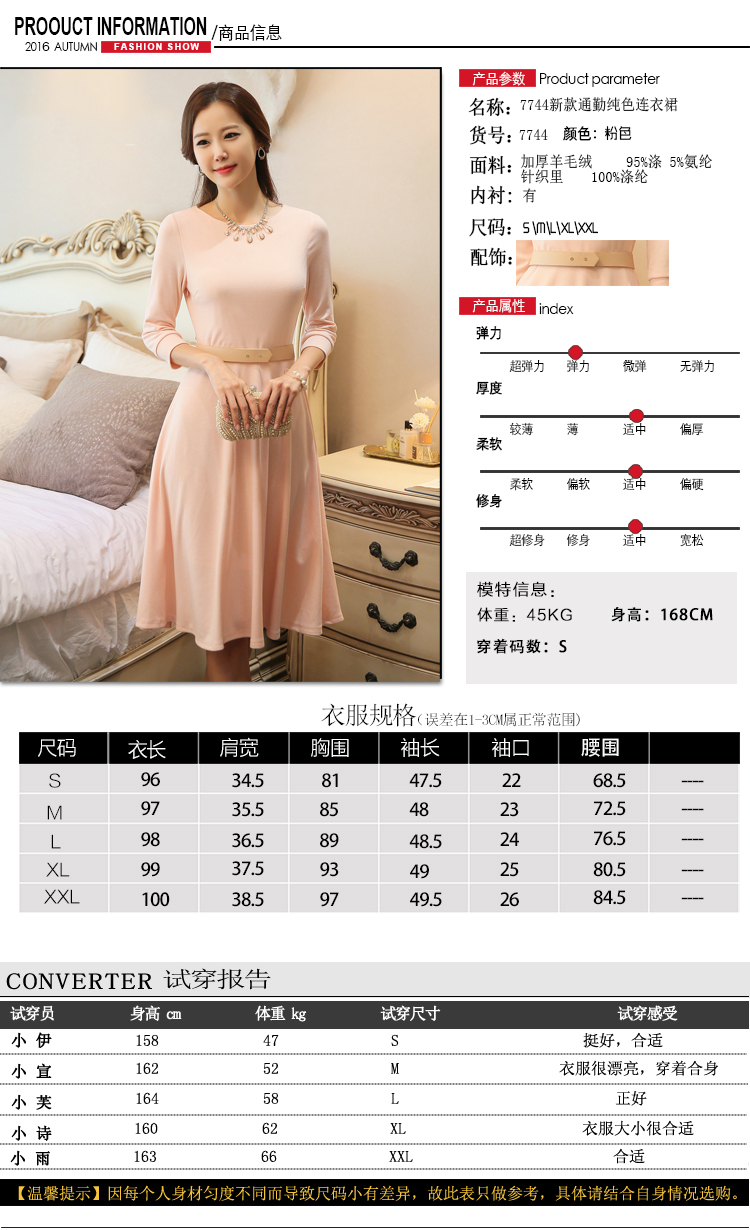 PROOUCT INFORMATION/商品信息
2016 AUTUMN FASHION SHOW
产品参数 Product parameter
名称：7744新款通勤纯色连衣裙
货号：7744 颜色：粉色
面料：加厚羊毛绒 95%涤 5%氨纶
针织里 100%涤纶
内衬：有
尺码：S\M\L\XL\XXL
配饰：
产品属性 index
弹力
超弹力 弹力 微弹 无弹力
厚度
较薄 薄 适中 偏厚
柔软
柔软 偏软 适中 偏硬
修身
超修身 修身 适中 宽松
模特信息：
体重：45KG 身高：168CM
穿着码数：S
衣服规格(误差在1-3CM属正常范围)
尺码 衣长 肩宽 胸围 袖长 袖口 腰围
S 96 34.5 81 47.5 22 68.5 ----
M 97 35.5 85 48 23 72.5 ----
L 98 36.5 89 48.5 24 76.5 ----
XL 99 37.5 93 49 25 80.5 ----
XXL 100 38.5 97 49.5 26 84.5 ----
CONVERTER 试穿报告
试穿员 身高 cm 体重 kg 试穿尺寸 试穿感受
小 伊 158 47 S 挺好，合适
小 宣 162 52 M 衣服很漂亮，穿着合身
小 芙 164 58 L 正好
小 诗 160 62 XL 衣服大小很合适
小 雨 163 66 XXL 合适
【温馨提示】因每个人身材匀度不同而导致尺码小有差异，故此表只做参考，具体请结合自身情况选购。